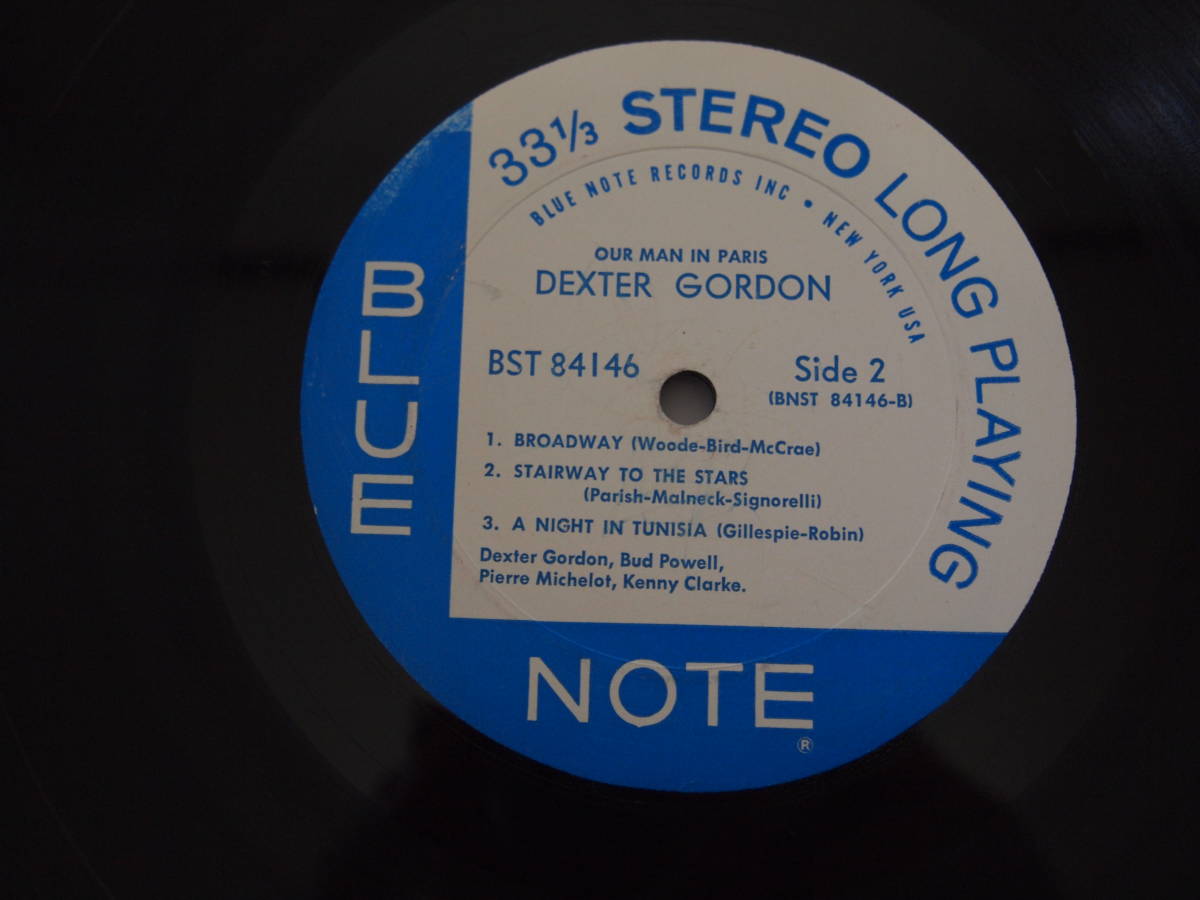 33⅓ STEREO LONG PLAYING
BLUE NOTE RECORDS INC • NEW YORK USA
OUR MAN IN PARIS
DEXTER GORDON
BST 84146
Side 2
(BNST 84146-B)
1. BROADWAY (Woode-Bird-McCrae)
2. STAIRWAY TO THE STARS
(Parish-Malneck-Signorelli)
3. A NIGHT IN TUNISIA (Gillespie-Robin)
Dexter Gordon, Bud Powell,
Pierre Michelot, Kenny Clarke.
BLUE
NOTE
®